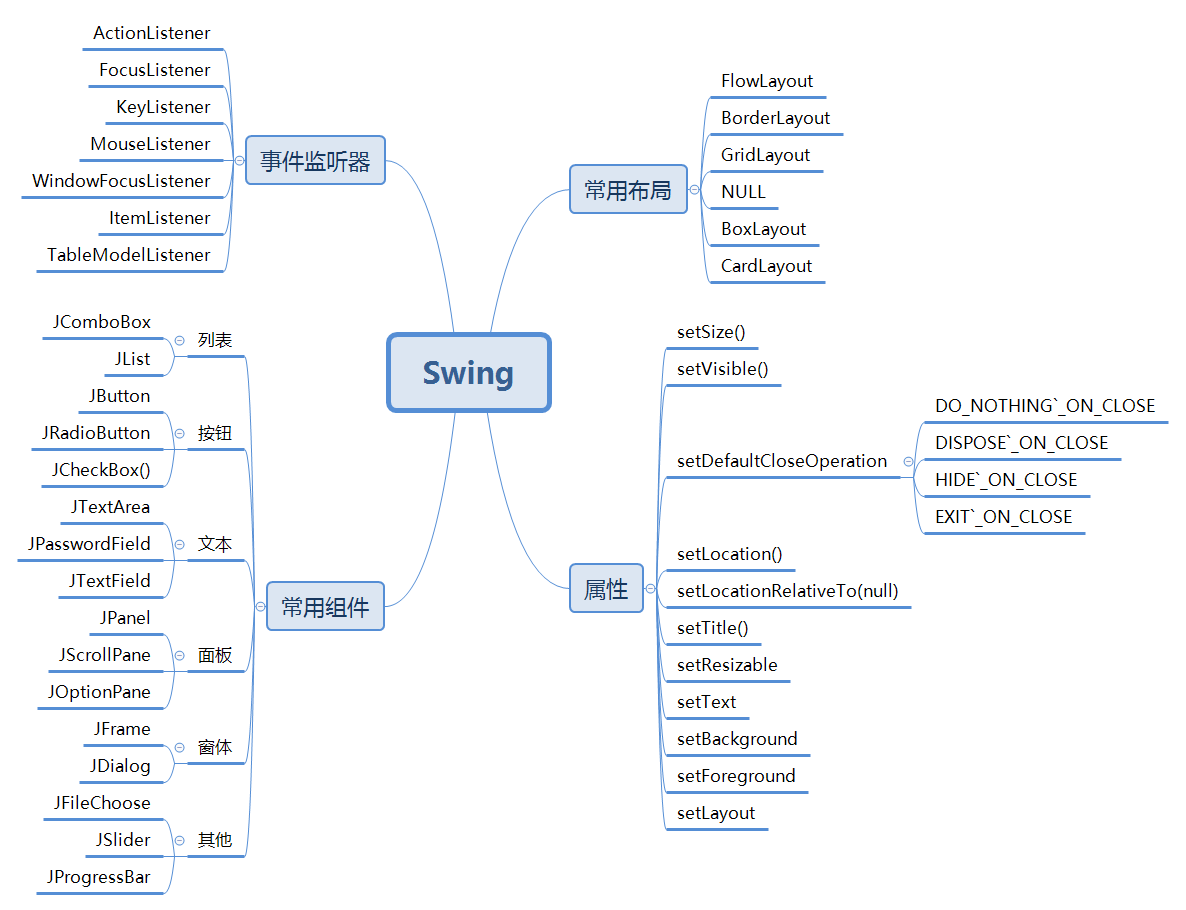 Swing
事件监听器
ActionListener
FocusListener
KeyListener
MouseListener
WindowFocusListener
ItemListener
TableModelListener
常用组件
列表
JComboBox
JList
按钮
JButton
JRadioButton
JCheckBox()
文本
JTextArea
JPasswordField
JTextField
面板
JPanel
JScrollPane
JOptionPane
窗体
JFrame
JDialog
其他
JFileChoose
JSlider
JProgressBar
常用布局
FlowLayout
BorderLayout
GridLayout
NULL
BoxLayout
CardLayout
属性
setSize()
setVisible()
setDefaultCloseOperation
DO_NOTHING`_ON_CLOSE
DISPOSE`_ON_CLOSE
HIDE`_ON_CLOSE
EXIT`_ON_CLOSE
setLocation()
setLocationRelativeTo(null)
setTitle()
setResizable
setText
setBackground
setForeground
setLayout